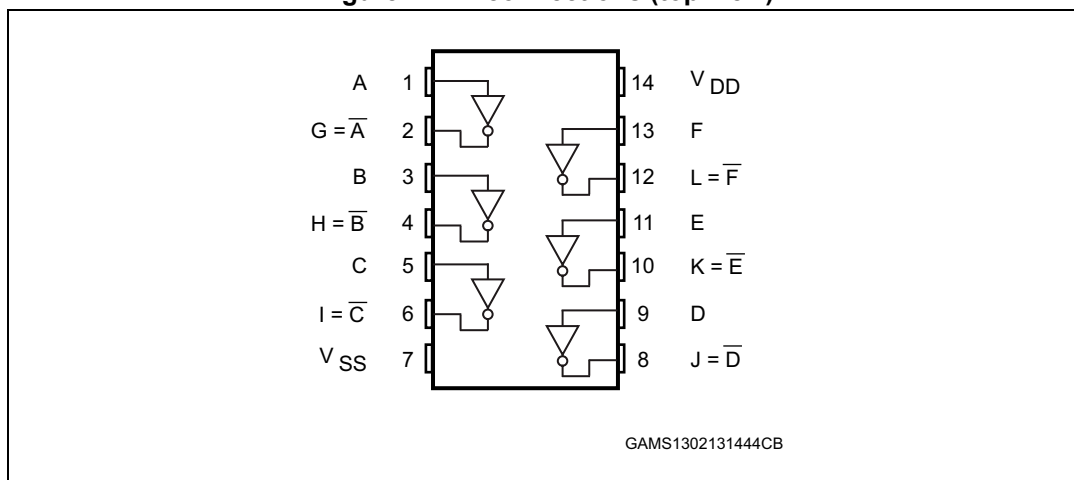 A 1
G = A̅ 2
B 3
H = B̅ 4
C 5
I = C̅ 6
V SS 7
14 V DD
13 F
12 L = F̅
11 E
10 K = E̅
9 D
8 J = D̅
GAMS1302131444CB